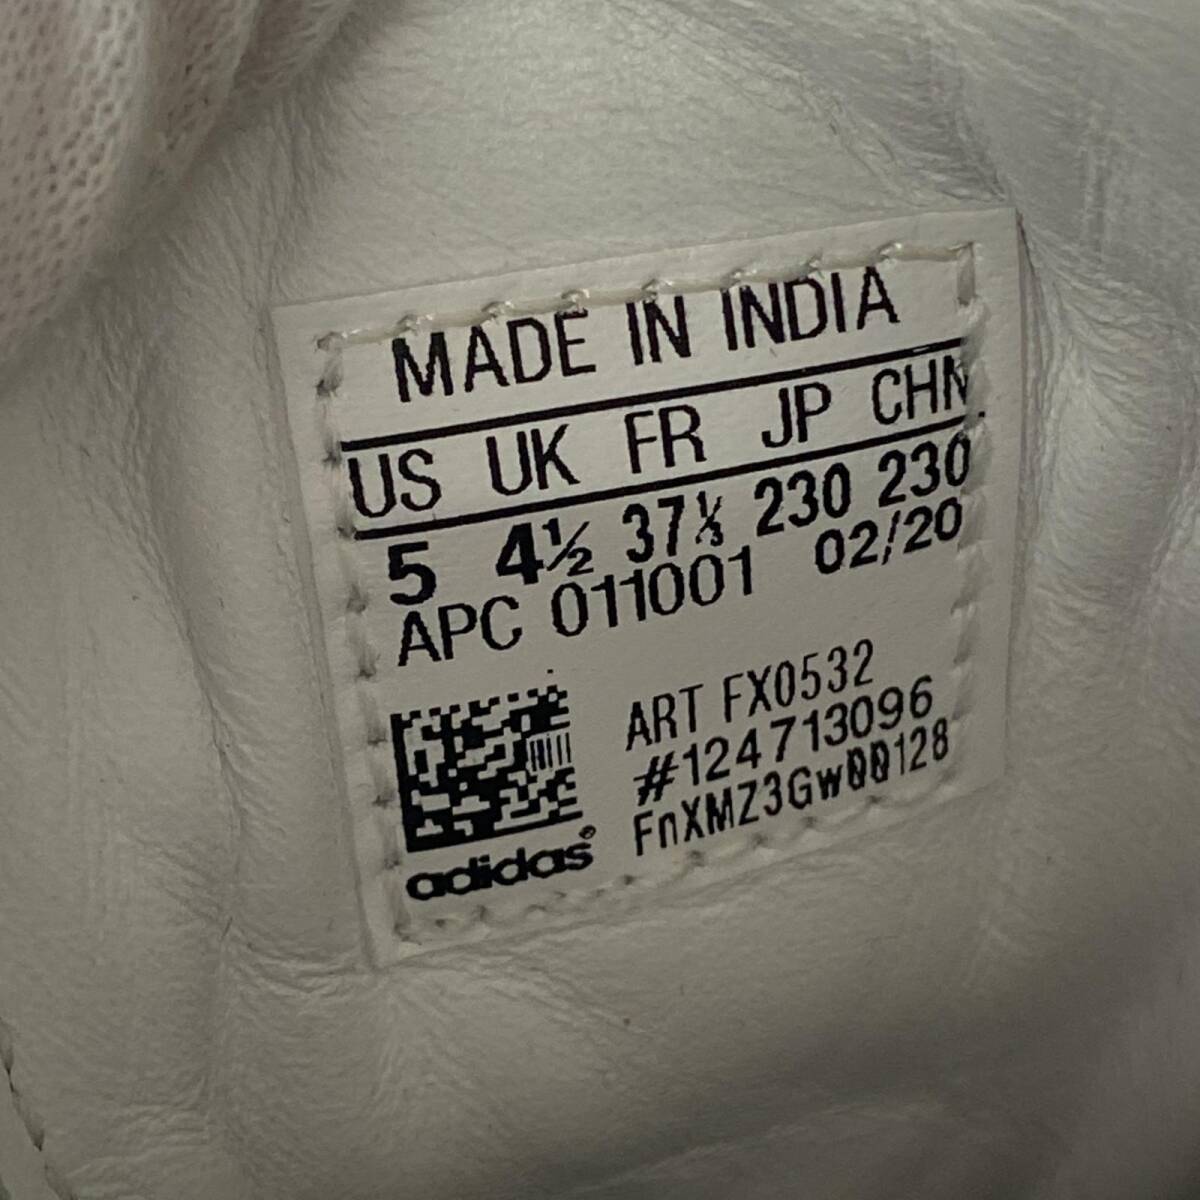 MADE IN INDIA
US UK FR JP CHN
5 4½ 37⅓ 230 230
APC 011001 02/20
ART FX0532
#124713096
FnXMZ3Gw00128
adidas®